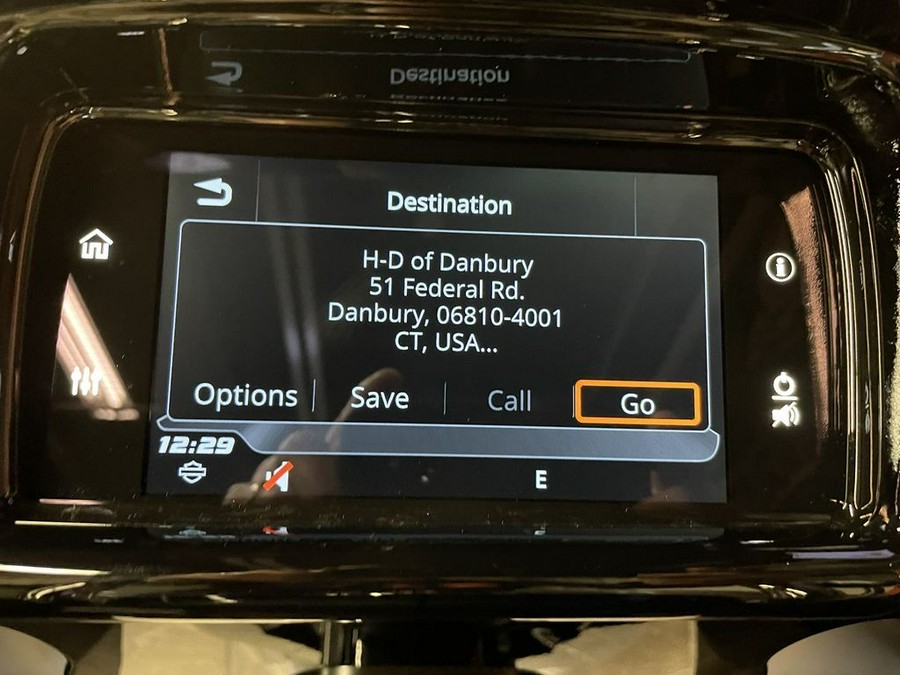 Destination
H-D of Danbury
51 Federal Rd.
Danbury, 06810-4001
CT, USA...
Options Save Call Go
12:29
E